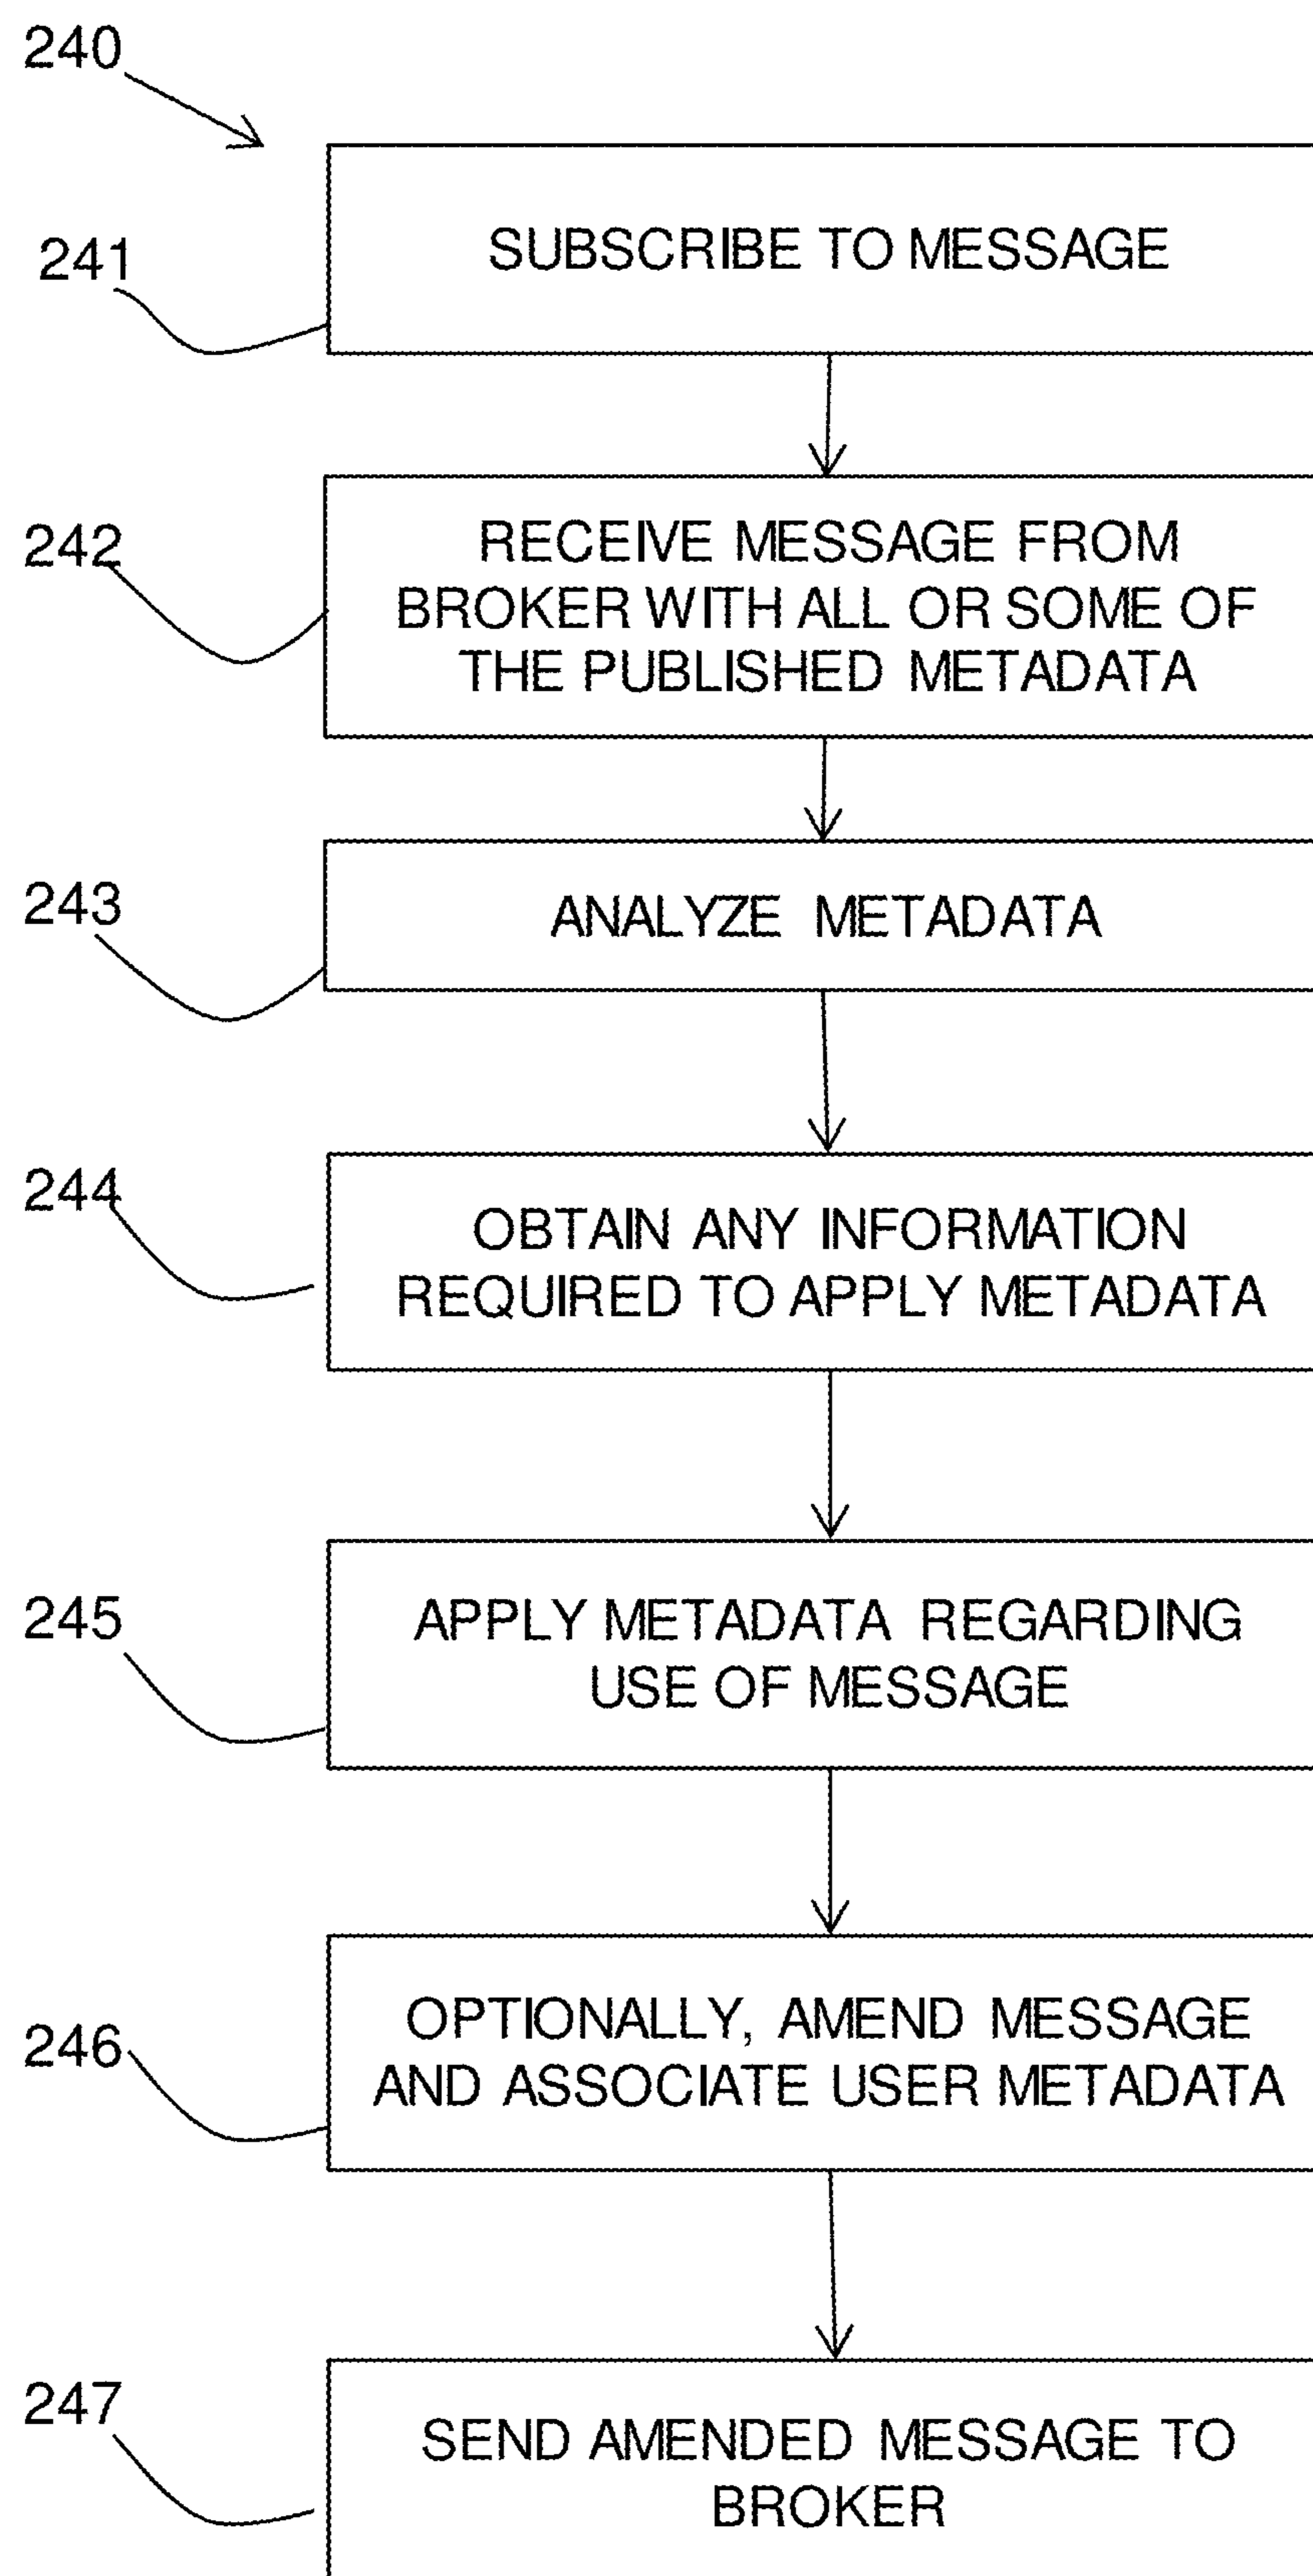 240
241
SUBSCRIBE TO MESSAGE
242
RECEIVE MESSAGE FROM
BROKER WITH ALL OR SOME OF
THE PUBLISHED METADATA
243
ANALYZE METADATA
244
OBTAIN ANY INFORMATION
REQUIRED TO APPLY METADATA
245
APPLY METADATA REGARDING
USE OF MESSAGE
246
OPTIONALLY, AMEND MESSAGE
AND ASSOCIATE USER METADATA
247
SEND AMENDED MESSAGE TO
BROKER